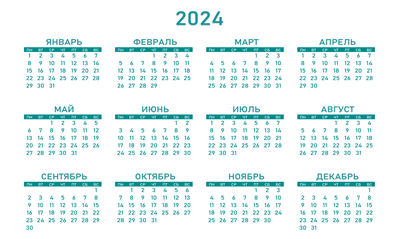 2024
ЯНВАРЬ ФЕВРАЛЬ МАРТ АПРЕЛЬ
ПН ВТ СР ЧТ ПТ СБ ВС ПН ВТ СР ЧТ ПТ СБ ВС ПН ВТ СР ЧТ ПТ СБ ВС ПН ВТ СР ЧТ ПТ СБ ВС
1 2 3 4 5 6 7 1 2 3 4 1 2 3 1 2 3 4 5 6 7
8 9 10 11 12 13 14 5 6 7 8 9 10 11 4 5 6 7 8 9 10 8 9 10 11 12 13 14
15 16 17 18 19 20 21 12 13 14 15 16 17 18 11 12 13 14 15 16 17 15 16 17 18 19 20 21
22 23 24 25 26 27 28 19 20 21 22 23 24 25 18 19 20 21 22 23 24 22 23 24 25 26 27 28
29 30 31 26 27 28 29 25 26 27 28 29 30 31 29 30
МАЙ ИЮНЬ ИЮЛЬ АВГУСТ
ПН ВТ СР ЧТ ПТ СБ ВС ПН ВТ СР ЧТ ПТ СБ ВС ПН ВТ СР ЧТ ПТ СБ ВС ПН ВТ СР ЧТ ПТ СБ ВС
1 2 3 4 5 1 2 1 2 3 4 5 6 7 1 2 3 4
6 7 8 9 10 11 12 3 4 5 6 7 8 9 8 9 10 11 12 13 14 5 6 7 8 9 10 11
13 14 15 16 17 18 19 10 11 12 13 14 15 16 15 16 17 18 19 20 21 12 13 14 15 16 17 18
20 21 22 23 24 25 26 17 18 19 20 21 22 23 22 23 24 25 26 27 28 19 20 21 22 23 24 25
27 28 29 30 31 24 25 26 27 28 29 30 29 30 31 26 27 28 29 30 31
СЕНТЯБРЬ ОКТЯБРЬ НОЯБРЬ ДЕКАБРЬ
ПН ВТ СР ЧТ ПТ СБ ВС ПН ВТ СР ЧТ ПТ СБ ВС ПН ВТ СР ЧТ ПТ СБ ВС ПН ВТ СР ЧТ ПТ СБ ВС
1 1 2 3 4 5 6 1 2 3 1
2 3 4 5 6 7 8 7 8 9 10 11 12 13 4 5 6 7 8 9 10 2 3 4 5 6 7 8
9 10 11 12 13 14 15 14 15 16 17 18 19 20 11 12 13 14 15 16 17 9 10 11 12 13 14 15
16 17 18 19 20 21 22 21 22 23 24 25 26 27 18 19 20 21 22 23 24 16 17 18 19 20 21 22
23 24 25 26 27 28 29 28 29 30 31 25 26 27 28 29 30 23 24 25 26 27 28 29
30 30 31